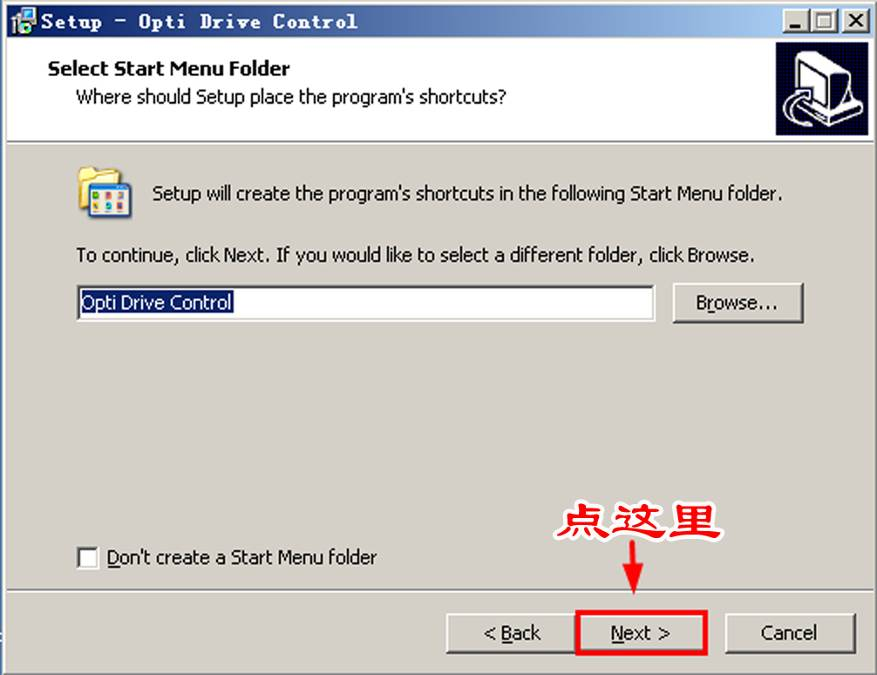 Setup - Opti Drive Control
Select Start Menu Folder
Where should Setup place the program's shortcuts?
Setup will create the program's shortcuts in the following Start Menu folder.
To continue, click Next. If you would like to select a different folder, click Browse.
Opti Drive Control
Browse...
点这里
Don't create a Start Menu folder
< Back
Next >
Cancel